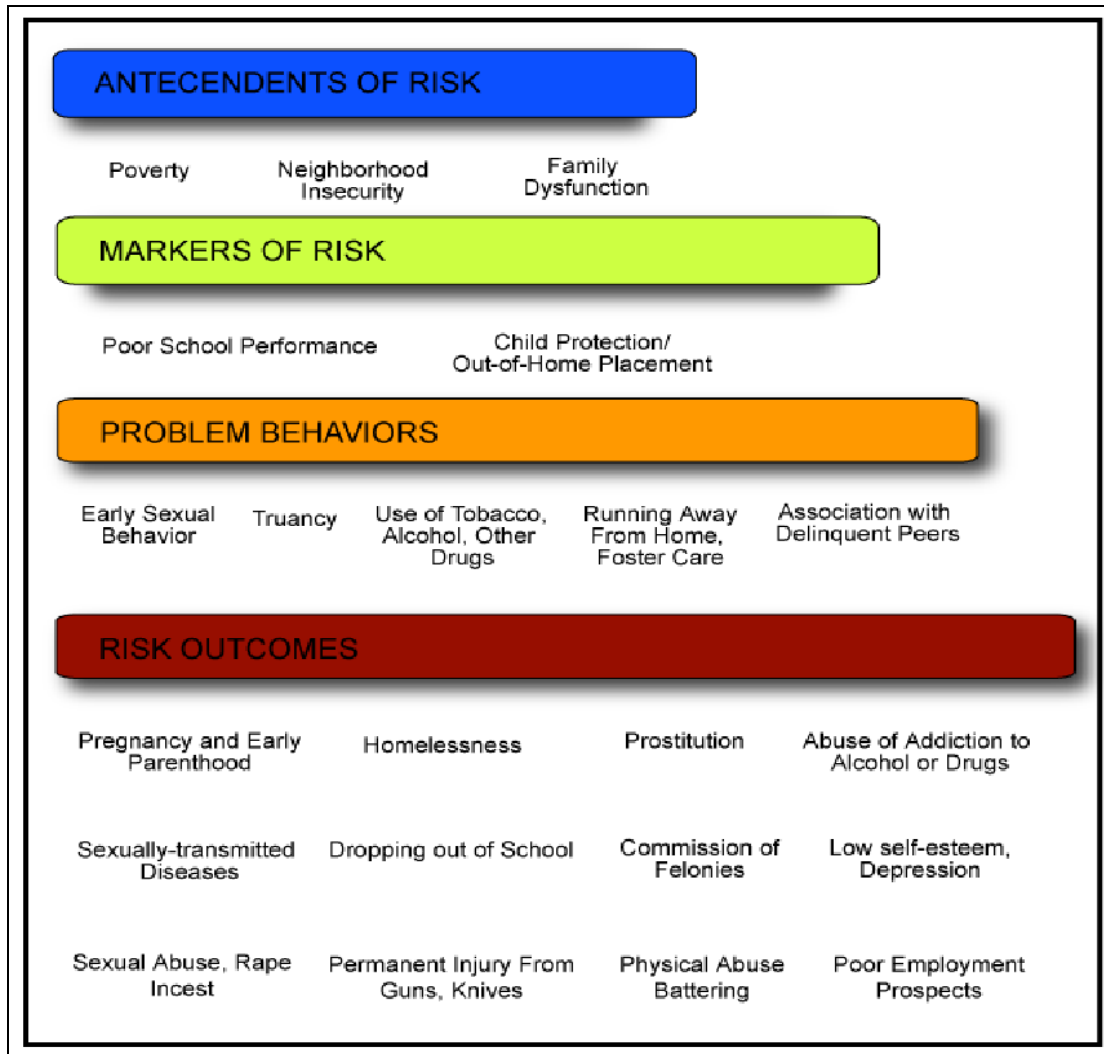 ANTECENDENTS OF RISK
Poverty
Neighborhood
Insecurity
Family
Dysfunction
MARKERS OF RISK
Poor School Performance
Child Protection/
Out-of-Home Placement
PROBLEM BEHAVIORS
Early Sexual
Behavior
Truancy
Use of Tobacco,
Alcohol, Other
Drugs
Running Away
From Home,
Foster Care
Association with
Delinquent Peers
RISK OUTCOMES
Pregnancy and Early
Parenthood
Homelessness
Prostitution
Abuse of Addiction to
Alcohol or Drugs
Sexually-transmitted
Diseases
Dropping out of School
Commission of
Felonies
Low self-esteem,
Depression
Sexual Abuse, Rape
Incest
Permanent Injury From
Guns, Knives
Physical Abuse
Battering
Poor Employment
Prospects